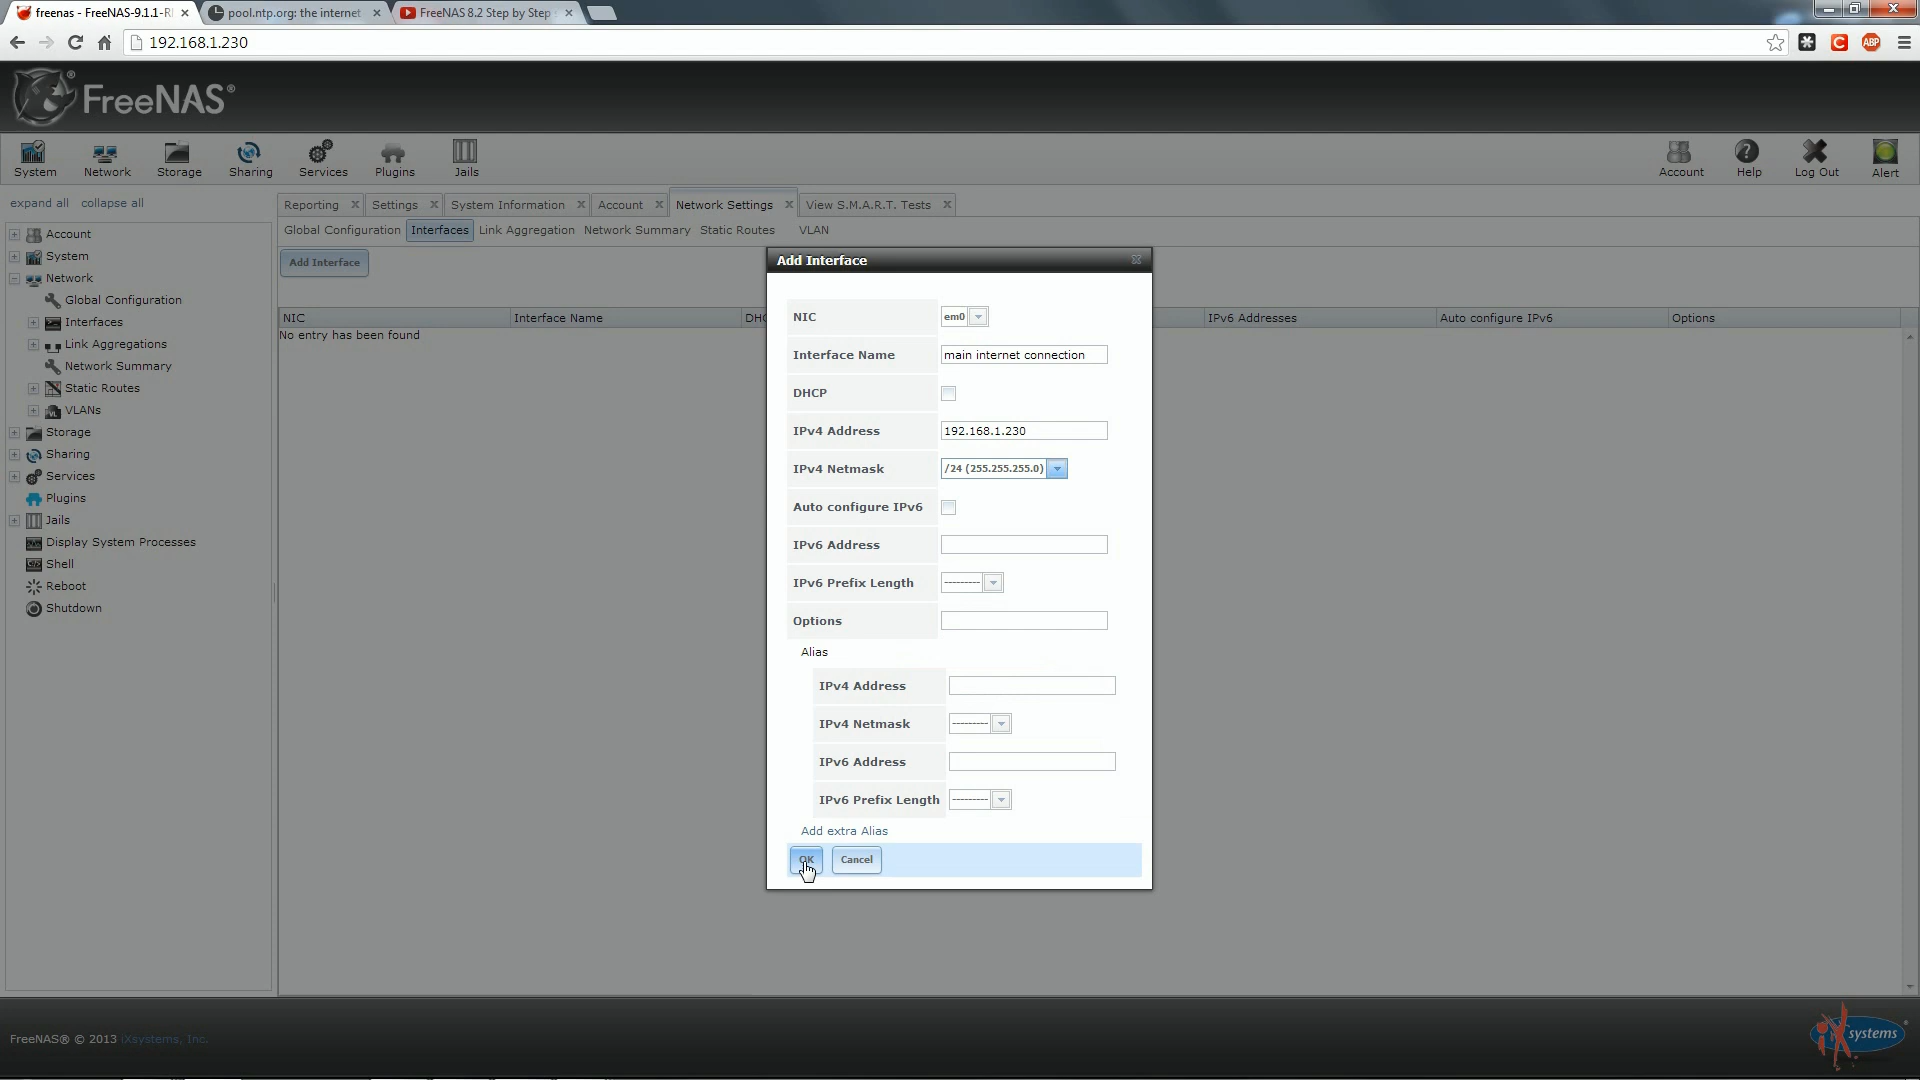 freenas - FreeNAS-9.1.1-R
pool.ntp.org: the internet
FreeNAS 8.2 Step by Step
192.168.1.230
ABP
FreeNAS®
System
Network
Storage
Sharing
Services
Plugins
Jails
Account
Help
Log Out
Alert
expand all
collapse all
Reporting
Settings
System Information
Account
Network Settings
View S.M.A.R.T. Tests
Global Configuration
Interfaces
Link Aggregation
Network Summary
Static Routes
VLAN
Add Interface
NIC
Interface Name
DHC
IPv6 Addresses
Auto configure IPv6
Options
No entry has been found
Account
System
Network
Global Configuration
Interfaces
Link Aggregations
Network Summary
Static Routes
VLANs
Storage
Sharing
Services
Plugins
Jails
Display System Processes
Shell
Reboot
Shutdown
Add Interface
NIC em0
Interface Name main internet connection
DHCP
IPv4 Address 192.168.1.230
IPv4 Netmask /24 (255.255.255.0)
Auto configure IPv6
IPv6 Address
IPv6 Prefix Length ---------
Options
Alias
IPv4 Address
IPv4 Netmask ---------
IPv6 Address
IPv6 Prefix Length ---------
Add extra Alias
OK Cancel
FreeNAS® © 2013 iXsystems, Inc.
iXsystems